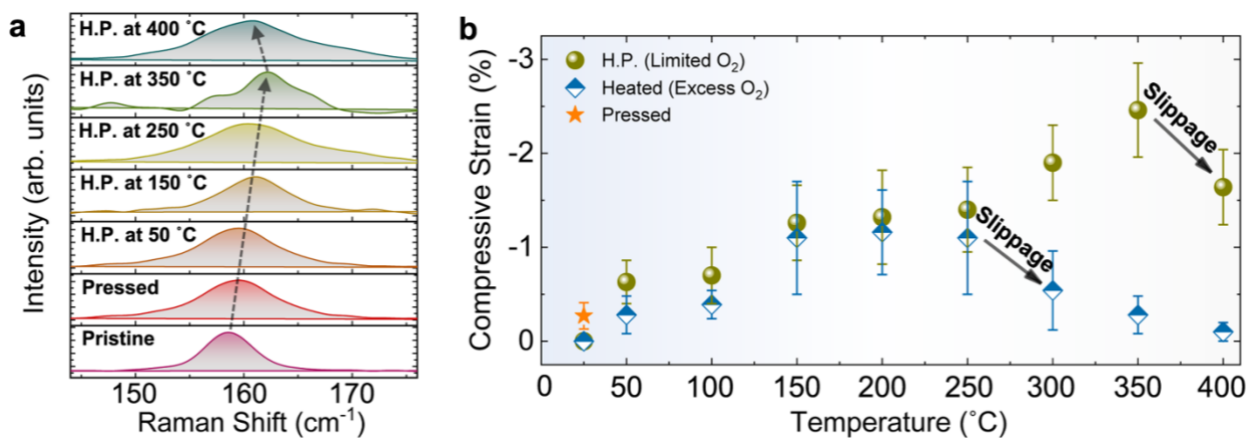 a
H.P. at 400 ˚C
H.P. at 350 ˚C
H.P. at 250 ˚C
H.P. at 150 ˚C
H.P. at 50 ˚C
Pressed
Pristine
Intensity (arb. units)
150
160
170
Raman Shift (cm⁻¹)
b
H.P. (Limited O₂)
Heated (Excess O₂)
Pressed
Slippage
Slippage
Compressive Strain (%)
-3
-2
-1
0
0
50
100
150
200
250
300
350
400
Temperature (˚C)